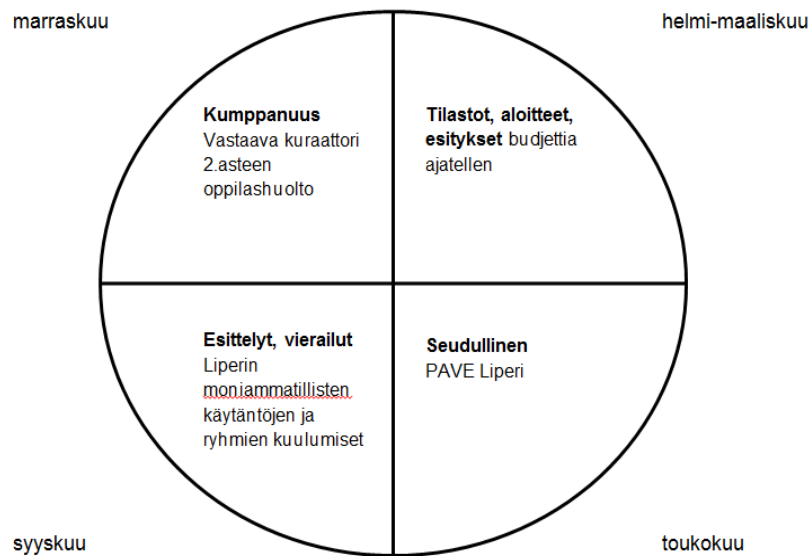 marraskuu
helmi-maaliskuu
Kumppanuus
Vastaava kuraattori
2.asteen
oppilashuolto
Tilastot, aloitteet,
esitykset budjettia
ajatellen
Esittelyt, vierailut
Liperin
moniammatillisten
käytäntöjen ja
ryhmien kuulumiset
Seudullinen
PAVE Liperi
syyskuu
toukokuu